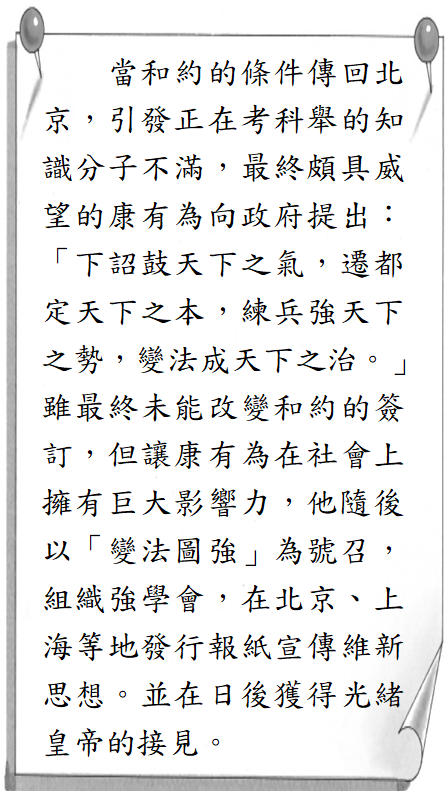 當和約的條件傳回北
京，引發正在考科舉的知
識分子不滿，最終頗具威
望的康有為向政府提出：
「下詔鼓天下之氣，遷都
定天下之本，練兵強天下
之勢，變法成天下之治。」
雖最終未能改變和約的簽
訂，但讓康有為在社會上
擁有巨大影響力，他隨後
以「變法圖強」為號召，
組織強學會，在北京、上
海等地發行報紙宣傳維新
思想。並在日後獲得光緒
皇帝的接見。